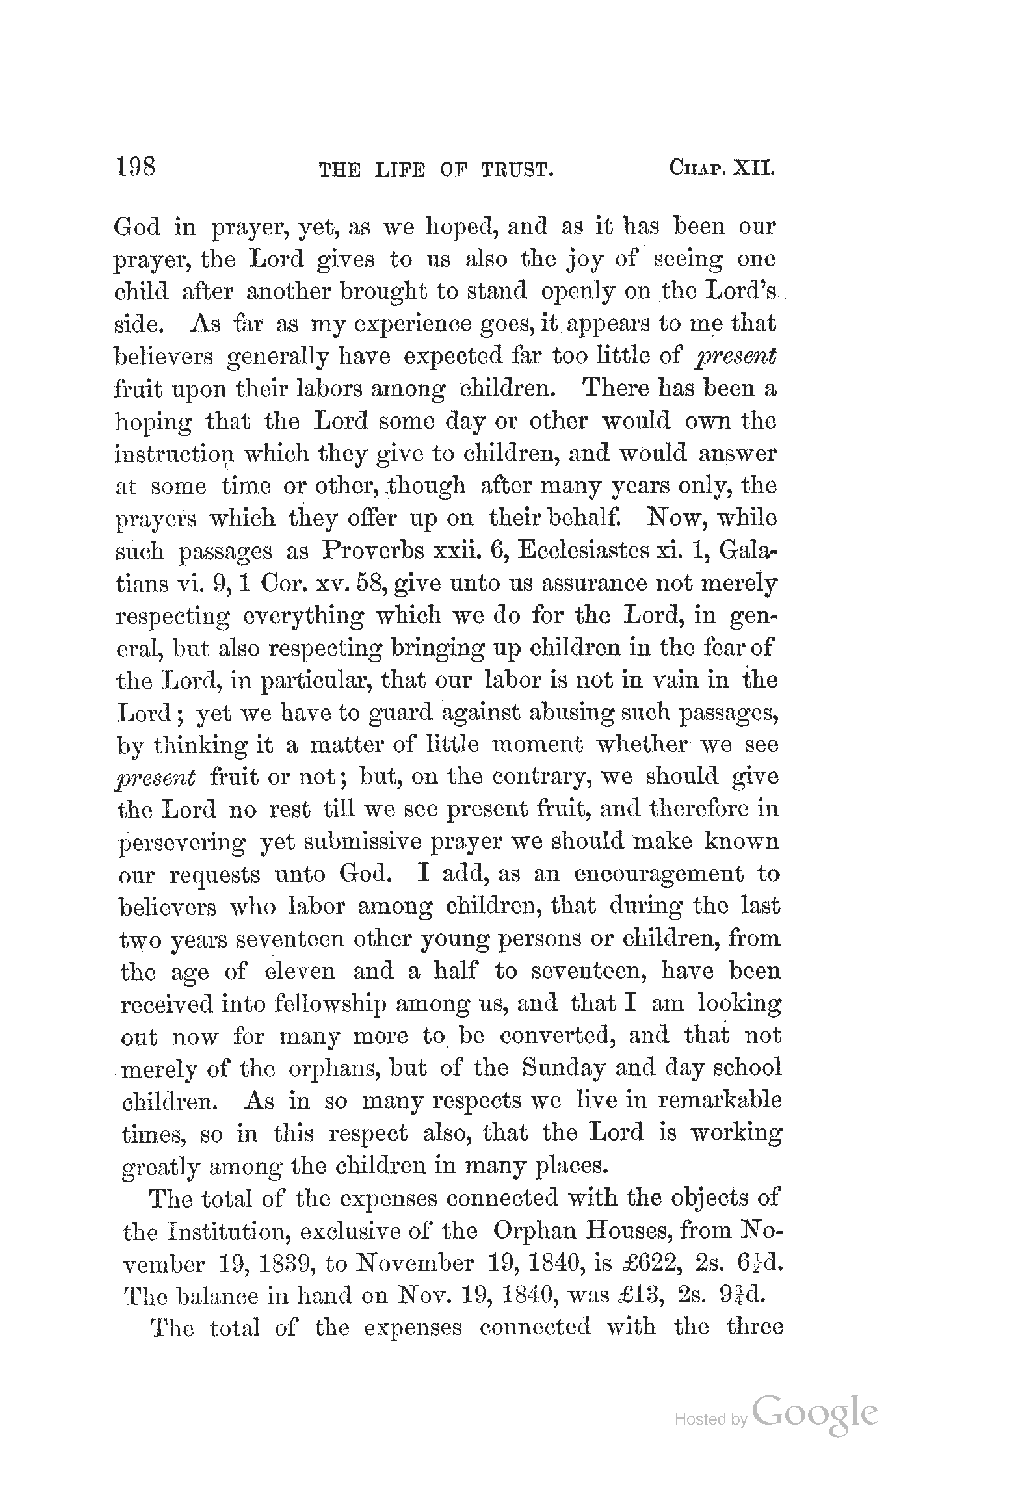 198 THE LIFE OF TRUST. CHAP. XII.
God in prayer, yet, as we hoped, and as it has been our
prayer, the Lord gives to us also the joy of seeing one
child after another brought to stand openly on the Lord's
side. As far as my experience goes, it appears to me that
believers generally have expected far too little of present
fruit upon their labors among children. There has been a
hoping that the Lord some day or other would own the
instruction which they give to children, and would answer
at some time or other, though after many years only, the
prayers which they offer up on their behalf. Now, while
such passages as Proverbs xxii. 6, Ecclesiastes xi. 1, Gala-
tians vi. 9, 1 Cor. xv. 58, give unto us assurance not merely
respecting everything which we do for the Lord, in gen-
eral, but also respecting bringing up children in the fear of
the Lord, in particular, that our labor is not in vain in the
Lord; yet we have to guard against abusing such passages,
by thinking it a matter of little moment whether we see
present fruit or not; but, on the contrary, we should give
the Lord no rest till we see present fruit, and therefore in
persevering yet submissive prayer we should make known
our requests unto God. I add, as an encouragement to
believers who labor among children, that during the last
two years seventeen other young persons or children, from
the age of eleven and a half to seventeen, have been
received into fellowship among us, and that I am looking
out now for many more to be converted, and that not
merely of the orphans, but of the Sunday and day school
children. As in so many respects we live in remarkable
times, so in this respect also, that the Lord is working
greatly among the children in many places.
The total of the expenses connected with the objects of
the Institution, exclusive of the Orphan Houses, from No-
vember 19, 1839, to November 19, 1840, is £622, 2s. 6½d.
The balance in hand on Nov. 19, 1840, was £13, 2s. 9¾d.
The total of the expenses connected with the three
Hosted by Google